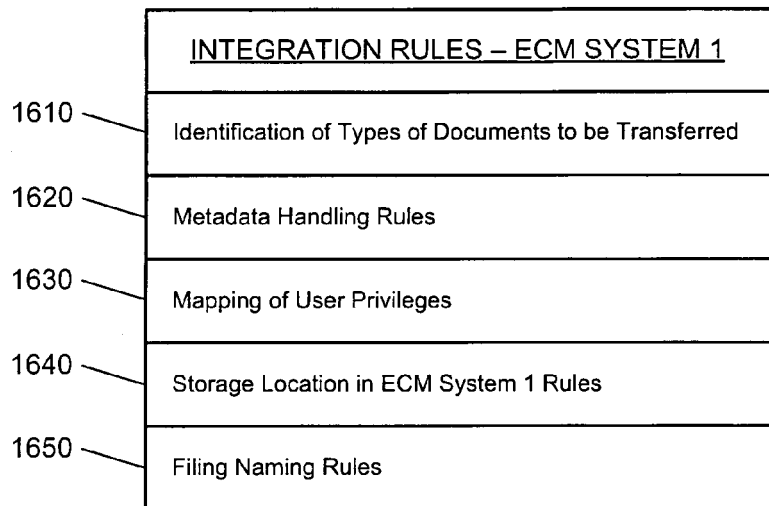 INTEGRATION RULES – ECM SYSTEM 1
1610
Identification of Types of Documents to be Transferred
1620
Metadata Handling Rules
1630
Mapping of User Privileges
1640
Storage Location in ECM System 1 Rules
1650
Filing Naming Rules